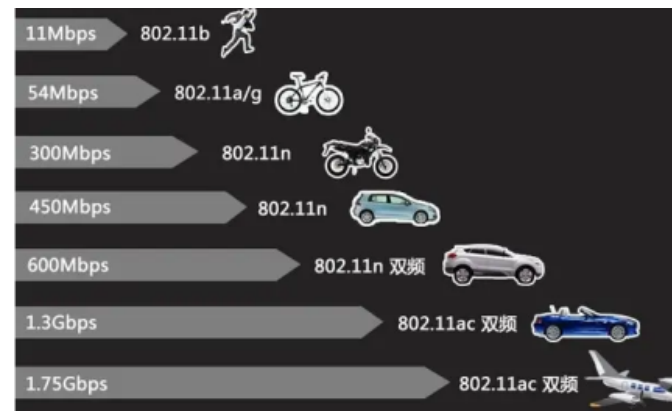 11Mbps 802.11b
54Mbps 802.11a/g
300Mbps 802.11n
450Mbps 802.11n
600Mbps 802.11n 双频
1.3Gbps 802.11ac 双频
1.75Gbps 802.11ac 双频